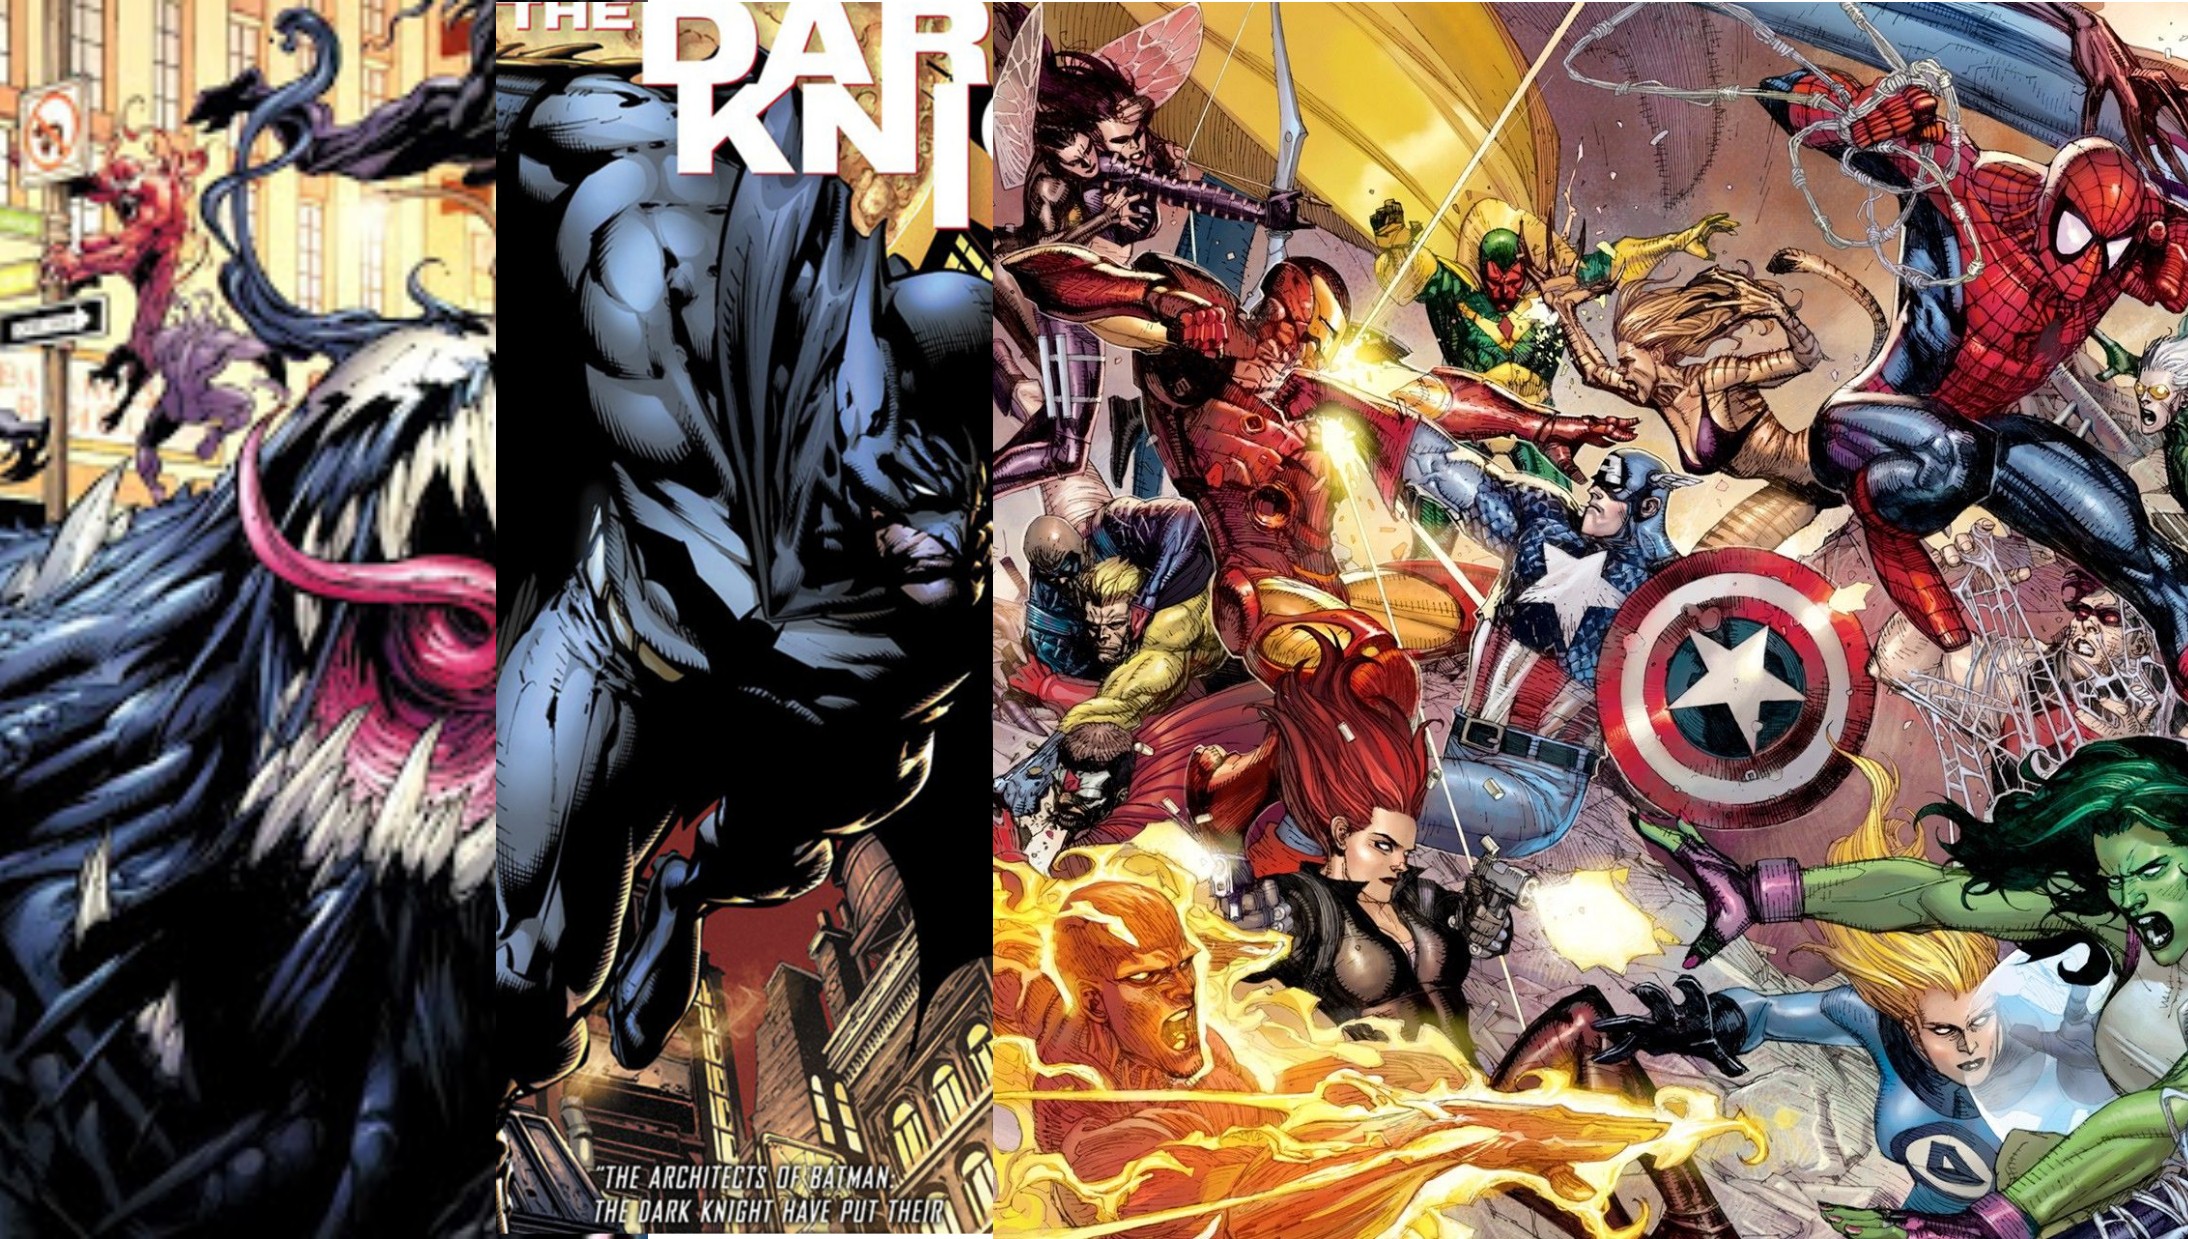 THE
DAR
KNI
"THE ARCHITECTS OF BATMAN:
THE DARK KNIGHT HAVE PUT THEIR